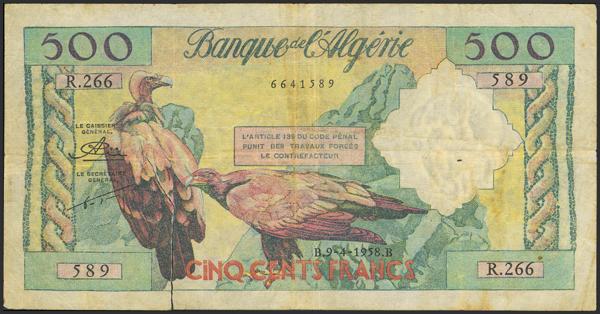 500 Banque de l'Algérie 500
R.266 6641589 589
LE CAISSIER
GÉNÉRAL,
L'ARTICLE 139 DU CODE PÉNAL
PUNIT DES TRAVAUX FORCÉS
LE CONTREFACTEUR
LE SECRÉTAIRE
GÉNÉRAL
B.9-4-1958.B
589 CINQ CENTS FRANCS R.266